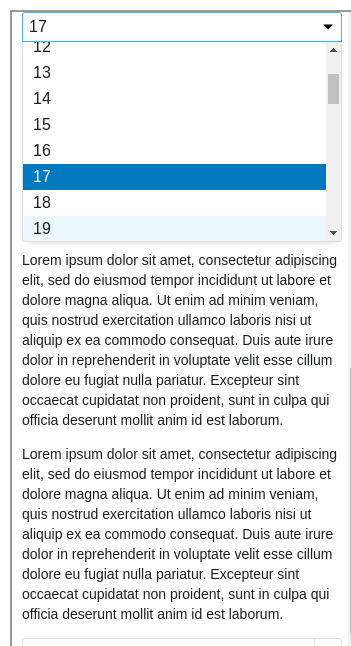 17
12
13
14
15
16
17
18
19
Lorem ipsum dolor sit amet, consectetur adipiscing
elit, sed do eiusmod tempor incididunt ut labore et
dolore magna aliqua. Ut enim ad minim veniam,
quis nostrud exercitation ullamco laboris nisi ut
aliquip ex ea commodo consequat. Duis aute irure
dolor in reprehenderit in voluptate velit esse cillum
dolore eu fugiat nulla pariatur. Excepteur sint
occaecat cupidatat non proident, sunt in culpa qui
officia deserunt mollit anim id est laborum.
Lorem ipsum dolor sit amet, consectetur adipiscing
elit, sed do eiusmod tempor incididunt ut labore et
dolore magna aliqua. Ut enim ad minim veniam,
quis nostrud exercitation ullamco laboris nisi ut
aliquip ex ea commodo consequat. Duis aute irure
dolor in reprehenderit in voluptate velit esse cillum
dolore eu fugiat nulla pariatur. Excepteur sint
occaecat cupidatat non proident, sunt in culpa qui
officia deserunt mollit anim id est laborum.